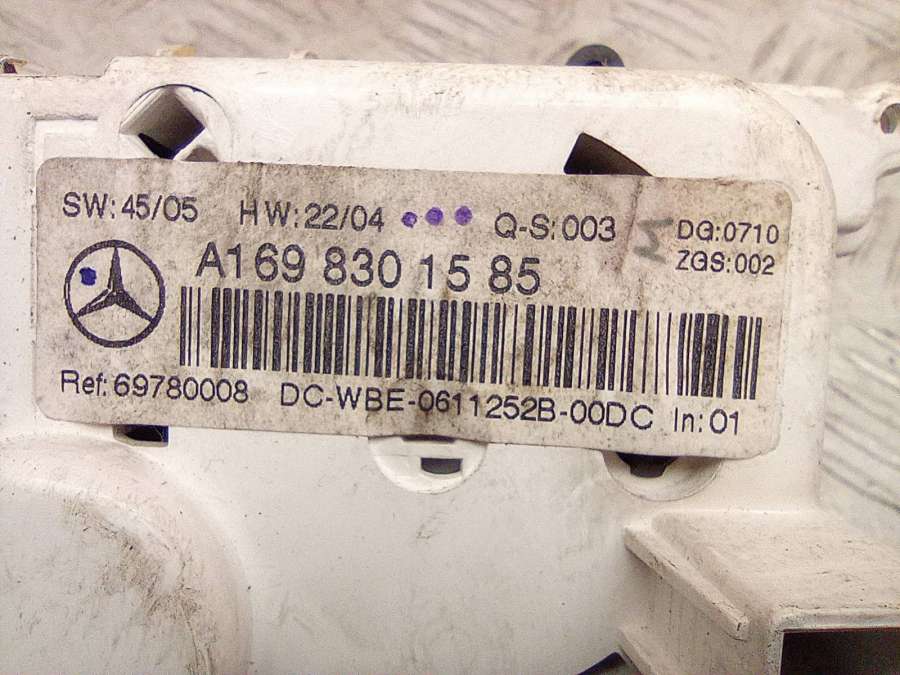 SW:45/05 HW:22/04 Q-S:003 M DG:0710
ZGS:002
A169 830 15 85
Ref:69780008 DC-WBE-0611252B-00DC In:01